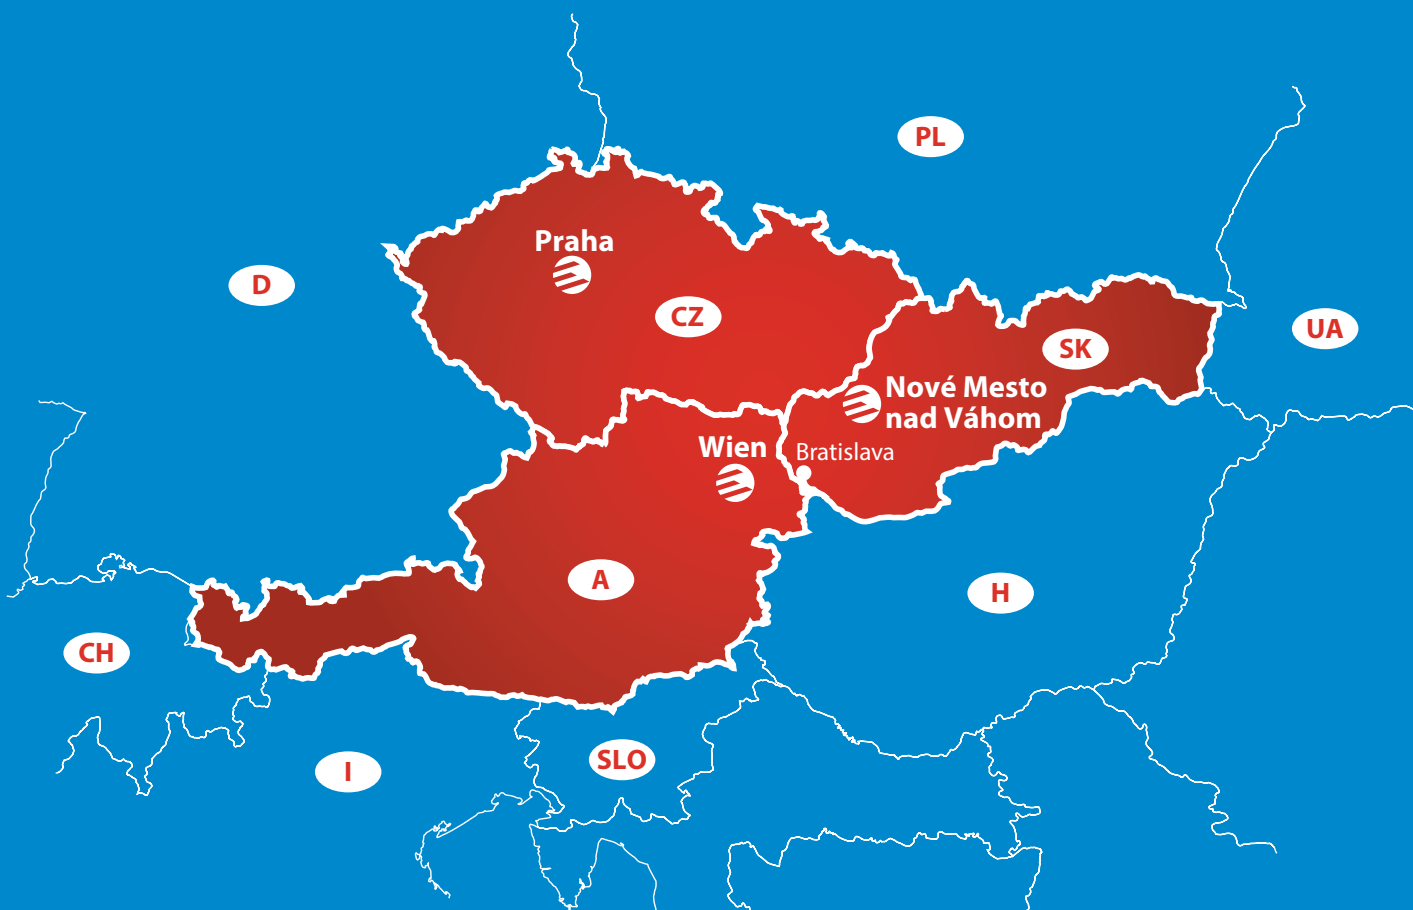 PL
Praha
D
CZ
UA
SK
Nové Mesto
nad Váhom
Wien
Bratislava
A
H
CH
SLO
I